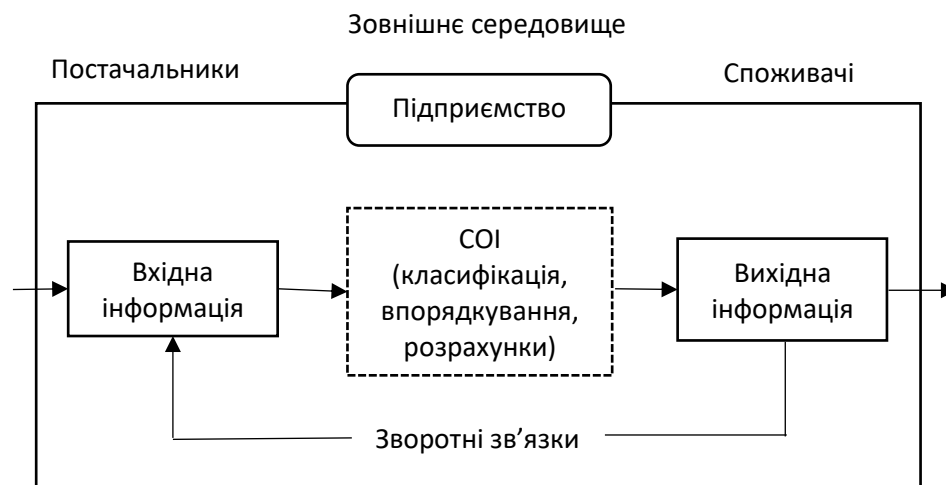 Зовнішнє середовище
Постачальники
Споживачі
Підприємство
Вхідна
інформація
СОІ
(класифікація,
впорядкування,
розрахунки)
Вихідна
інформація
Зворотні зв’язки